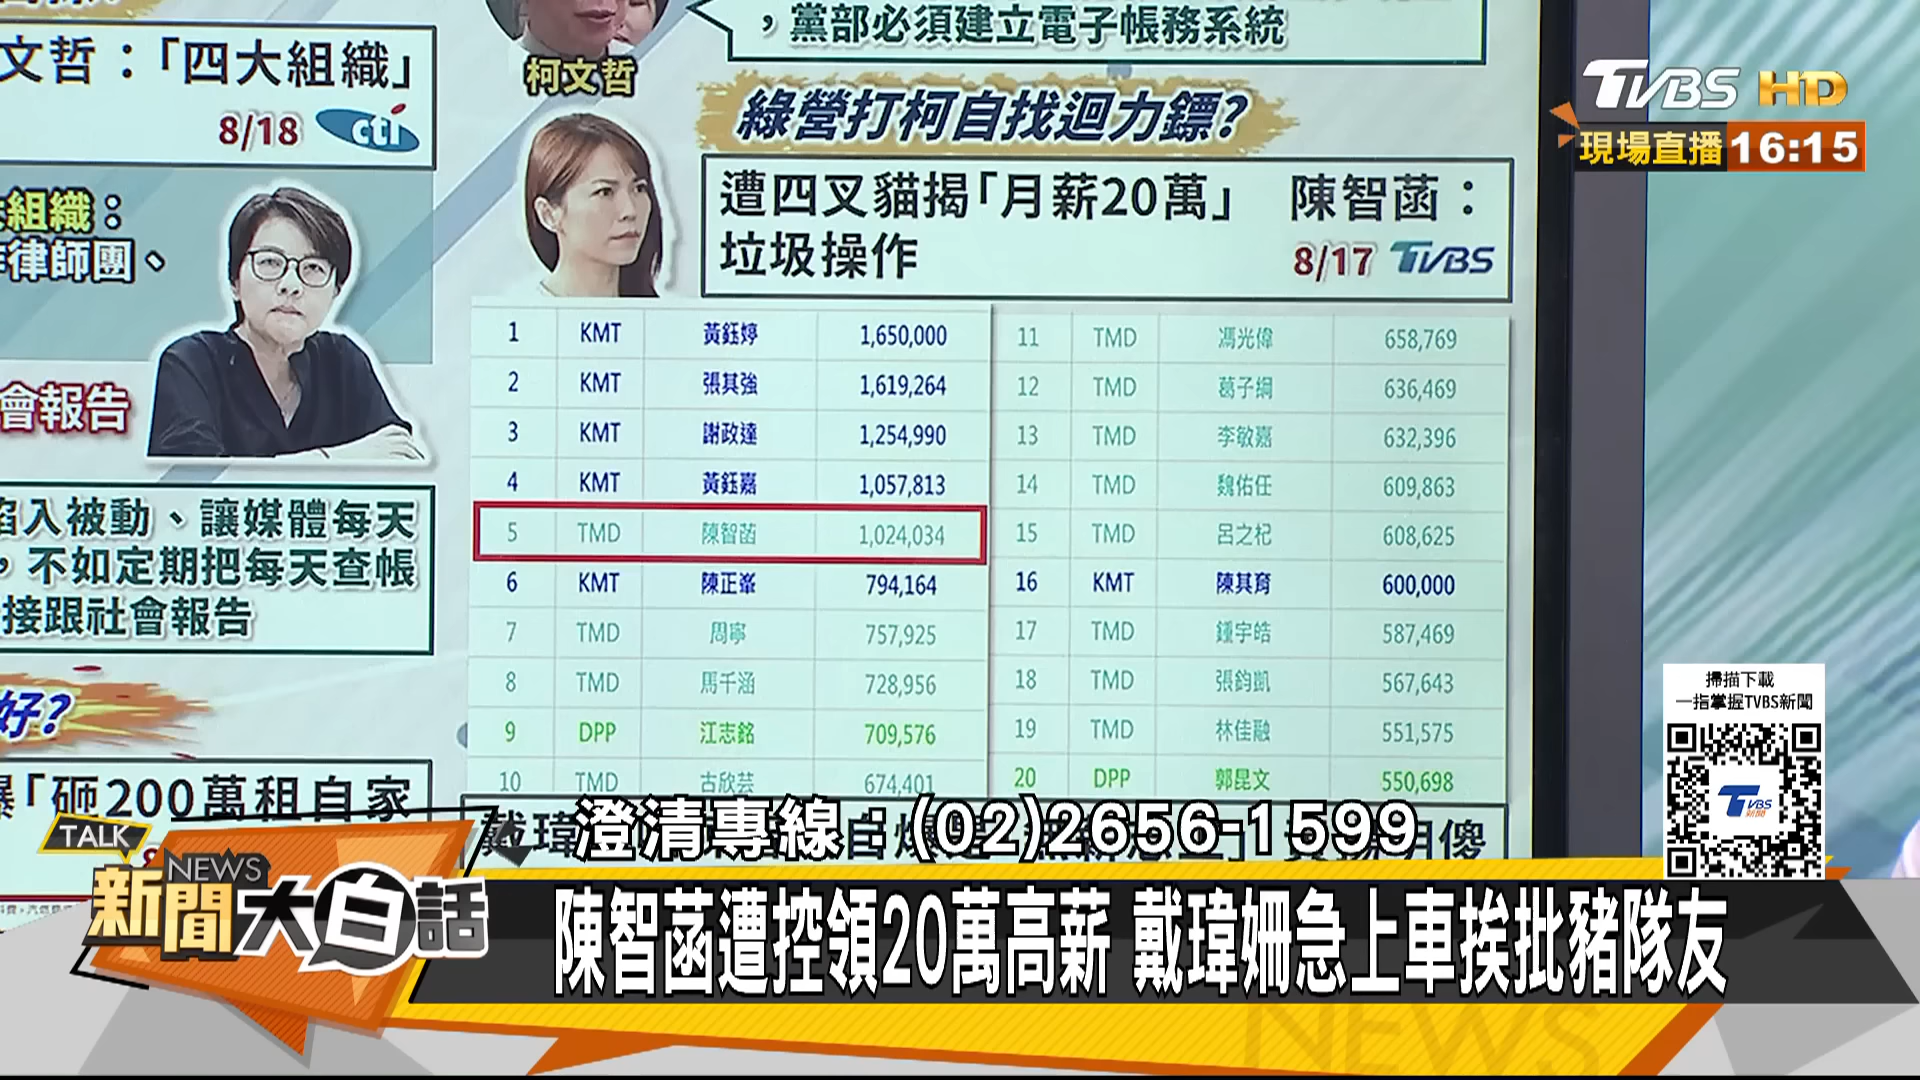 ，黨部必須建立電子帳務系統
文哲：「四大組織」
8/18 cti
柯文哲
綠營打柯自找迴力鏢?
TVBS HD
現場直播 16:15
遭四叉貓揭「月薪20萬」 陳智菡：
垃圾操作
8/17 TVBS
組織：
律師團、
會報告
1 KMT 黃鈺婷 1,650,000
2 KMT 張其強 1,619,264
3 KMT 謝政達 1,254,990
4 KMT 黃鈺嘉 1,057,813
5 TMD 陳智菡 1,024,034
6 KMT 陳正峯 794,164
7 TMD 周寧 757,925
8 TMD 馬千涵 728,956
9 DPP 江志銘 709,576
10 TMD 古欣芸 674,401
11 TMD 馮光偉 658,769
12 TMD 葛子綱 636,469
13 TMD 李敏嘉 632,396
14 TMD 魏佑任 609,863
15 TMD 呂之杞 608,625
16 KMT 陳其育 600,000
17 TMD 鍾宇皓 587,469
18 TMD 張鈞凱 567,643
19 TMD 林佳融 551,575
20 DPP 郭昆文 550,698
陷入被動、讓媒體每天
，不如定期把每天查帳
接跟社會報告
好?
「砸200萬租自家
掃描下載
一指掌握TVBS新聞
TVBS
新聞
澄清專線：(02)2656-1599
TALK
NEWS
新聞大白話
陳智菡遭控領20萬高薪 戴瑋姍急上車挨批豬隊友
NEWS